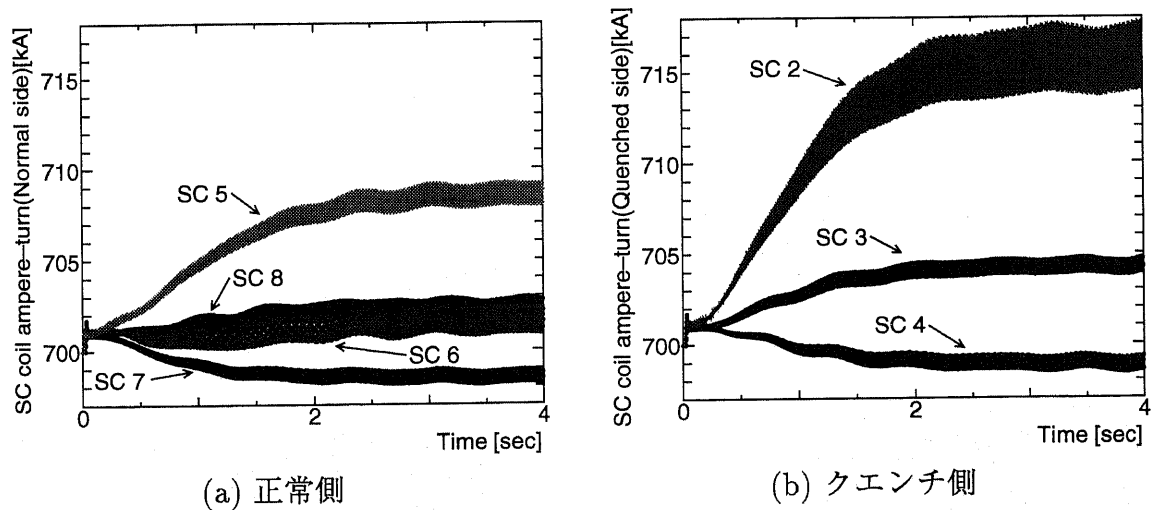 SC coil ampere-turn(Normal side)[kA]
715
710
705
700
SC 5
SC 8
SC 6
SC 7
0
2
4
Time [sec]
(a) 正常側
SC coil ampere-turn(Quenched side)[kA]
715
710
705
700
SC 2
SC 3
SC 4
0
2
4
Time [sec]
(b) クエンチ側